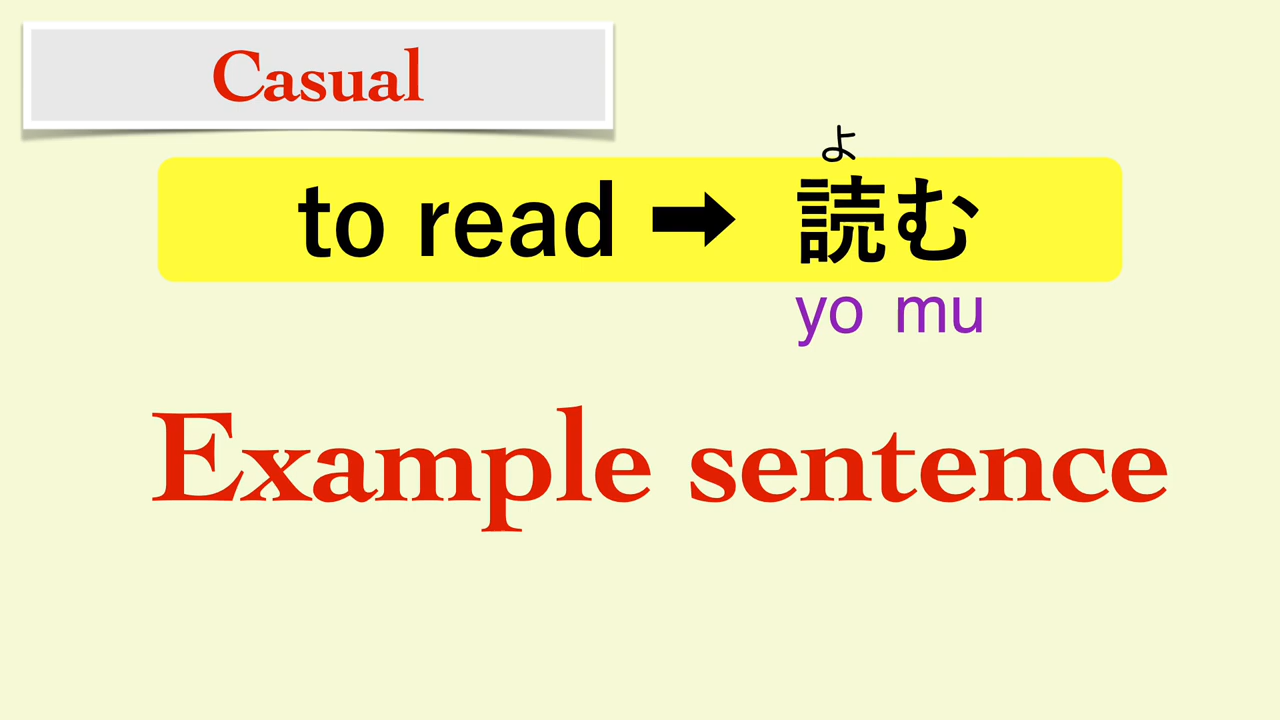 Casual
よ
to read ➡ 読む
yo mu
Example sentence